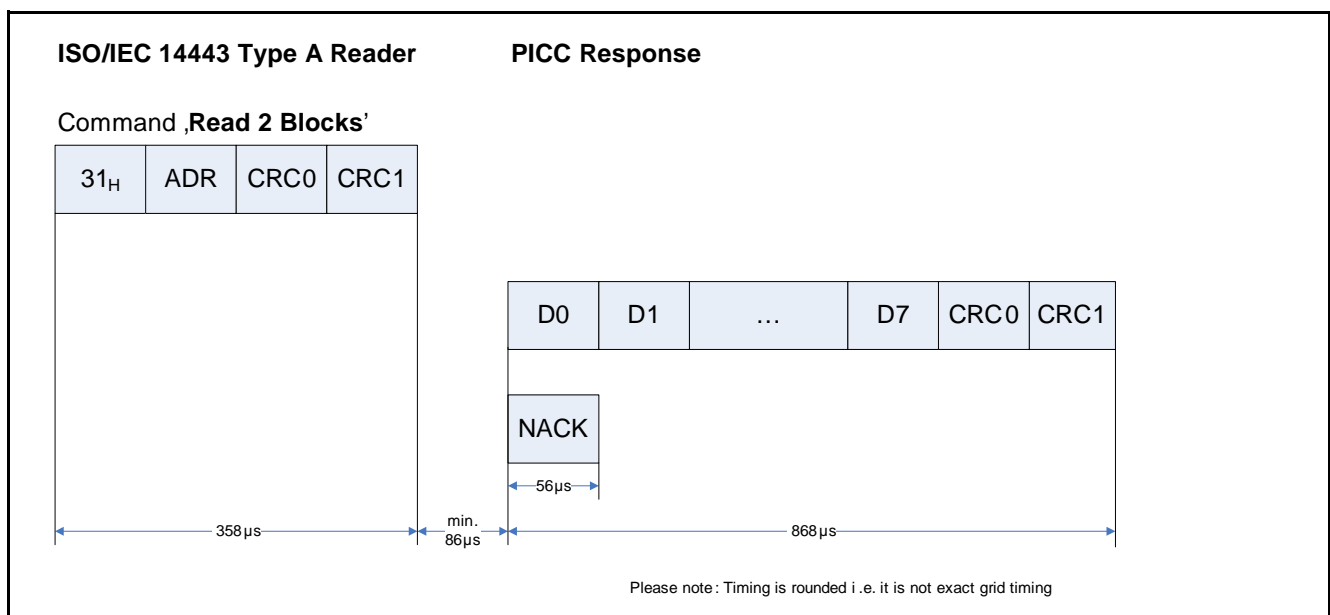 ISO/IEC 14443 Type A Reader PICC Response
Command ‚Read 2 Blocks’
31H ADR CRC0 CRC1
D0 D1 … D7 CRC0 CRC1
NACK
56µs
358µs min. 86µs 868µs
Please note: Timing is rounded i.e. it is not exact grid timing